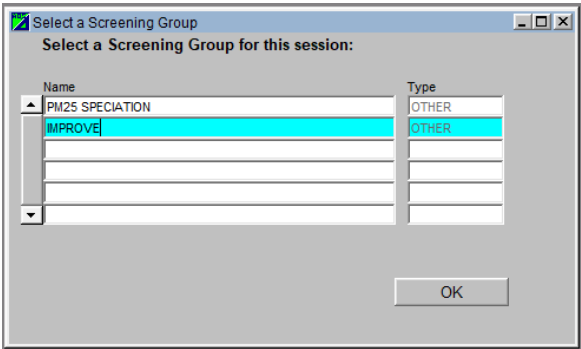 Select a Screening Group
Select a Screening Group for this session:
Name Type
PM25 SPECIATION OTHER
IMPROVE OTHER
OK